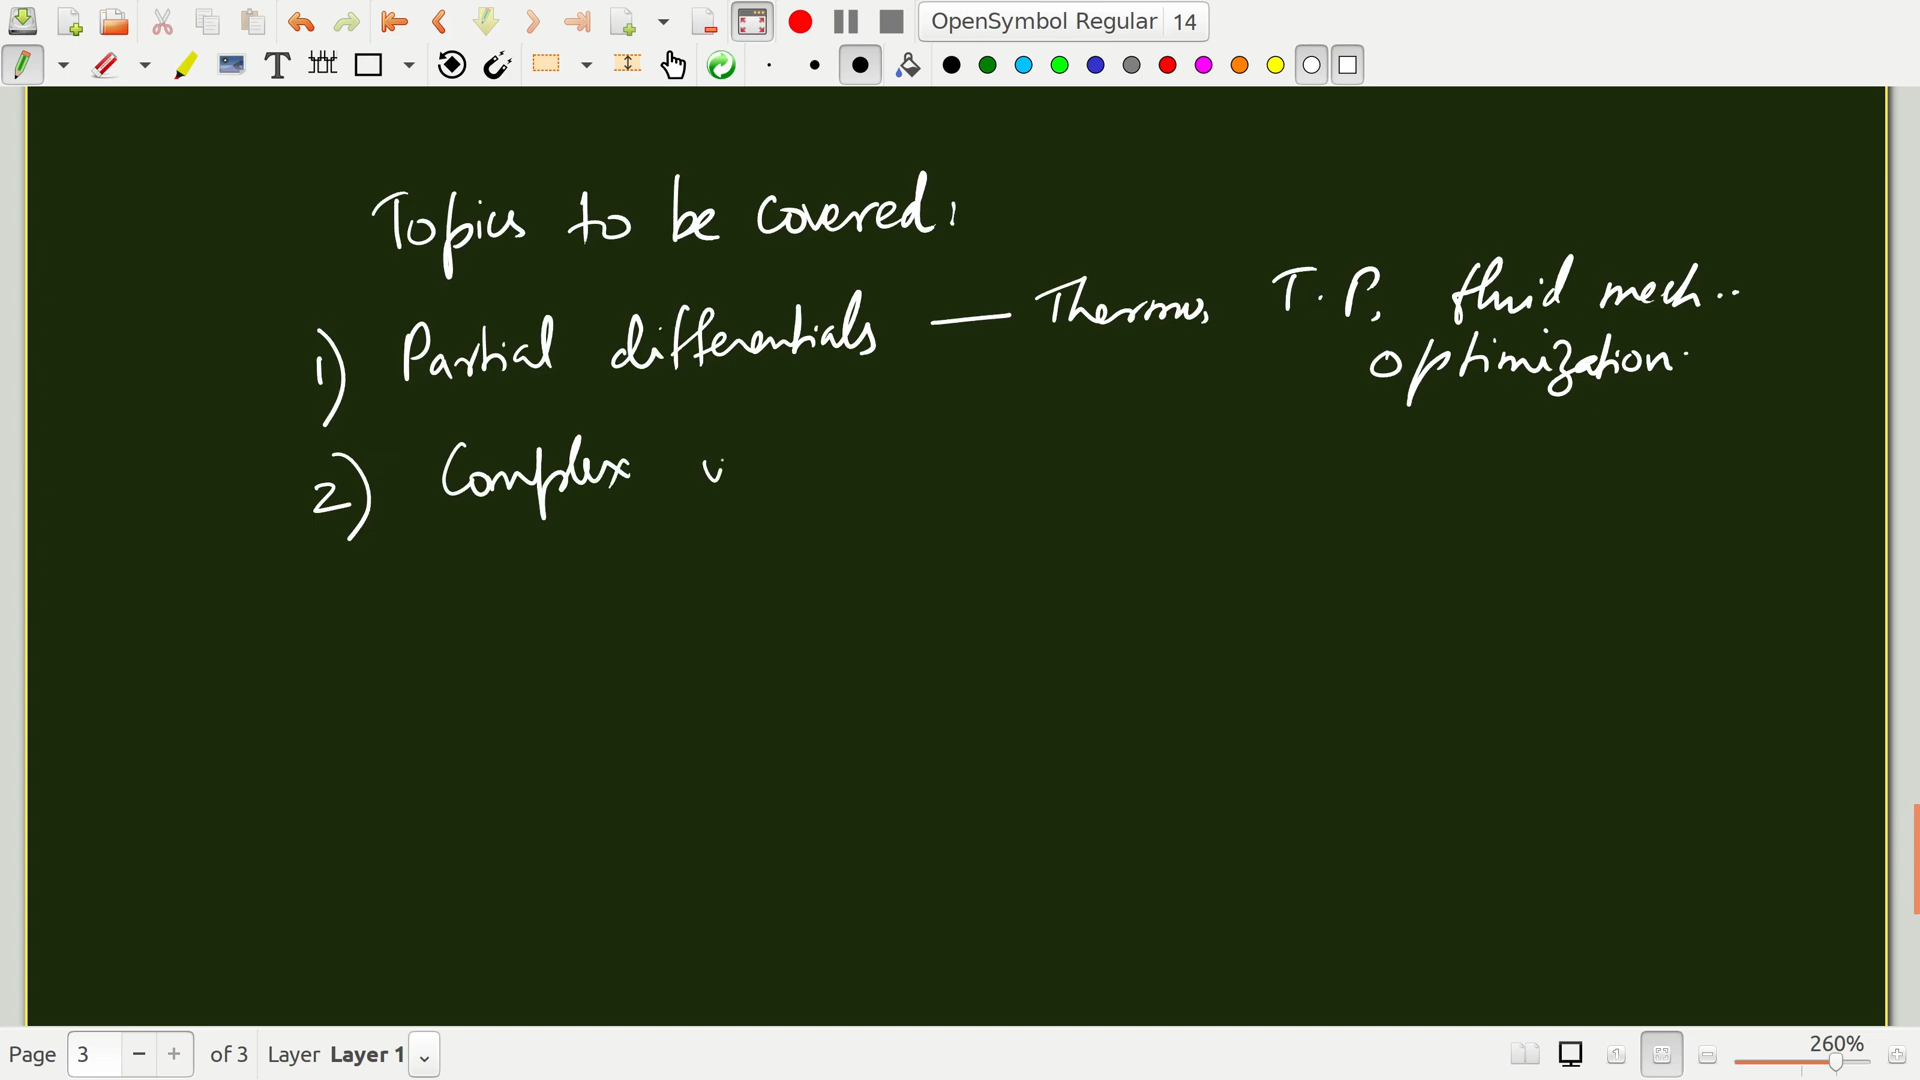 OpenSymbol Regular 14
Topics to be covered:
1) Partial differentials — Thermo, T.P, fluid mech..
optimization.
2) Complex v
Page 3 of 3 Layer Layer 1 260%